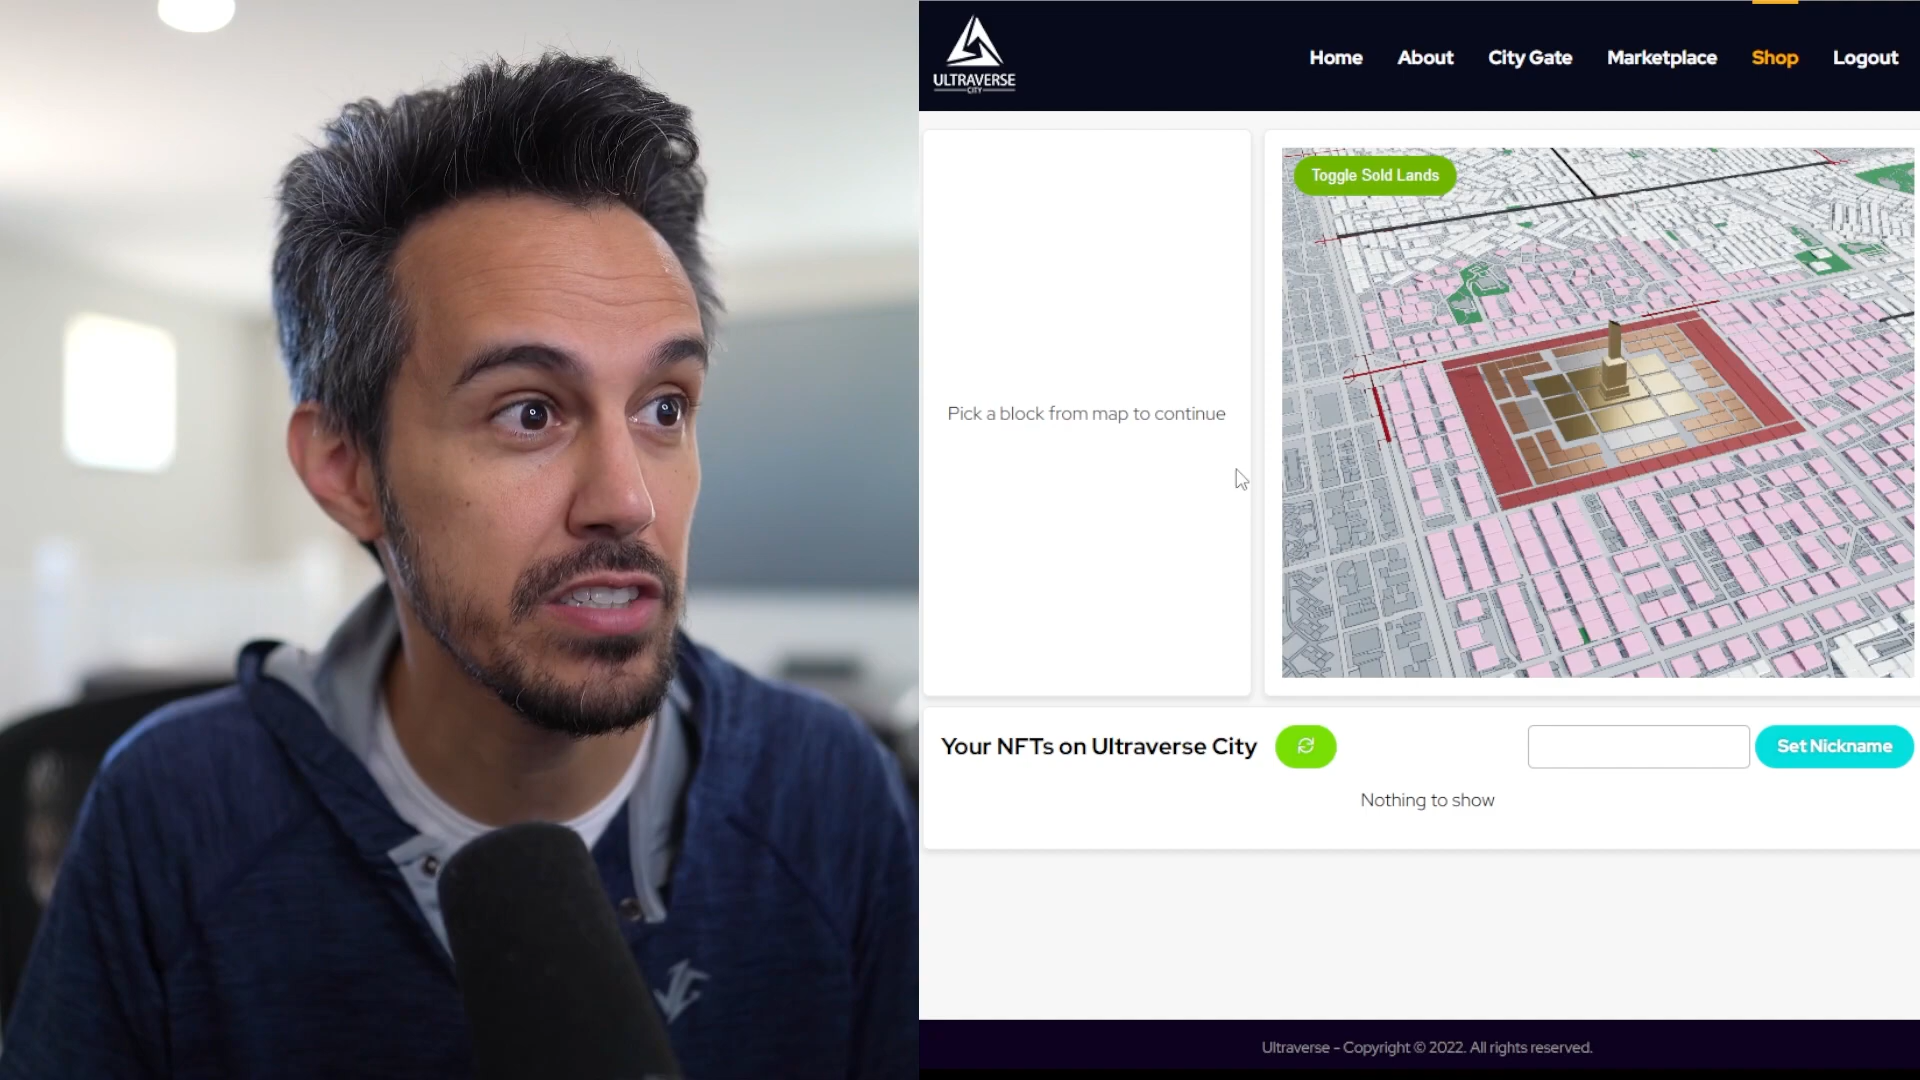 ULTRAVERSE
CITY
Home
About
City Gate
Marketplace
Shop
Logout
Toggle Sold Lands
Pick a block from map to continue
Your NFTs on Ultraverse City
Set Nickname
Nothing to show
Ultraverse - Copyright © 2022. All rights reserved.